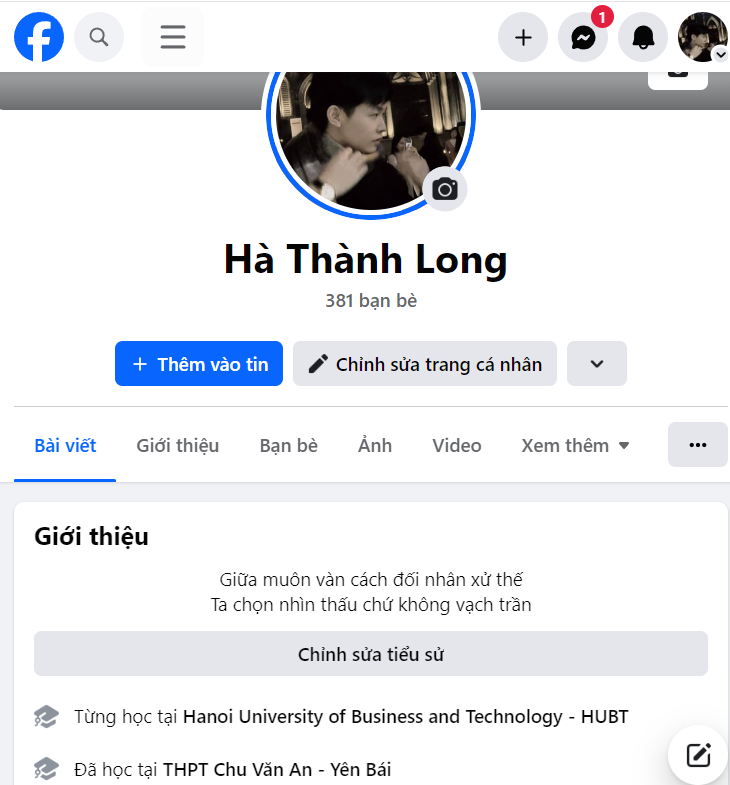 1
Hà Thành Long
381 bạn bè
Thêm vào tin
Chỉnh sửa trang cá nhân
Bài viết Giới thiệu Bạn bè Ảnh Video Xem thêm
Giới thiệu
Giữa muôn vàn cách đối nhân xử thế
Ta chọn nhìn thấu chứ không vạch trần
Chỉnh sửa tiểu sử
Từng học tại Hanoi University of Business and Technology - HUBT
Đã học tại THPT Chu Văn An - Yên Bái